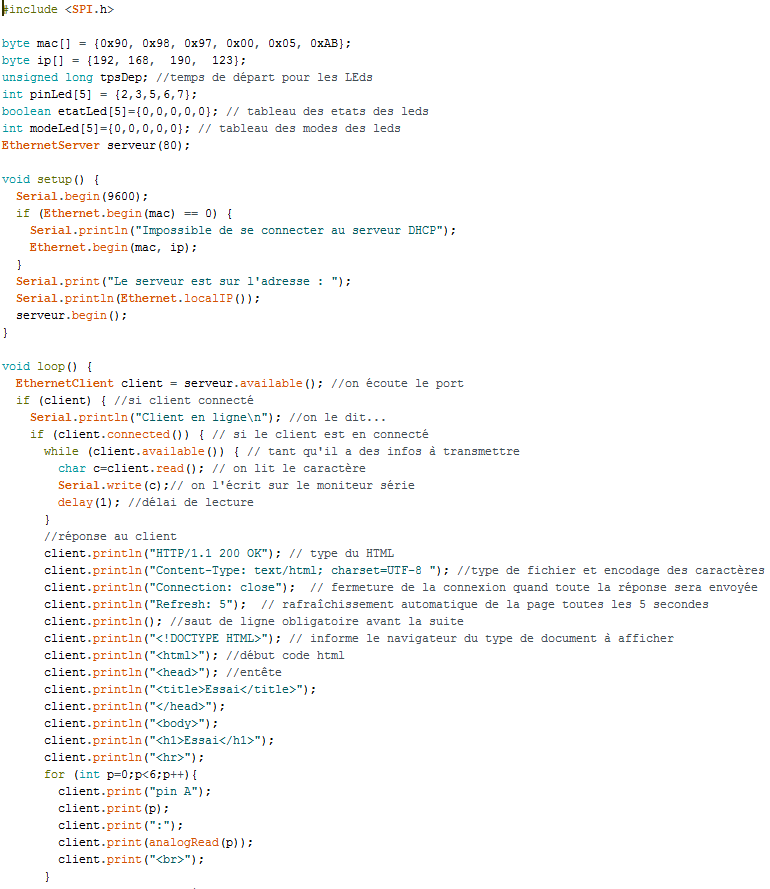 #include <SPI.h>

byte mac[] = {0x90, 0x98, 0x97, 0x00, 0x05, 0xAB};
byte ip[] = {192, 168,  190,  123};
unsigned long tpsDep; //temps de départ pour les LEds
int pinLed[5] = {2,3,5,6,7};
boolean etatLed[5]={0,0,0,0,0}; // tableau des etats des leds
int modeLed[5]={0,0,0,0,0}; // tableau des modes des leds
EthernetServer serveur(80);

void setup() {
  Serial.begin(9600);
  if (Ethernet.begin(mac) == 0) {
    Serial.println("Impossible de se connecter au serveur DHCP");
    Ethernet.begin(mac, ip);
  }
  Serial.print("Le serveur est sur l'adresse : ");
  Serial.println(Ethernet.localIP());
  serveur.begin();
}

void loop() {
  EthernetClient client = serveur.available(); //on écoute le port
  if (client) { //si client connecté
    Serial.println("Client en ligne\n"); //on le dit...
    if (client.connected()) { // si le client est en connecté
      while (client.available()) { // tant qu'il a des infos à transmettre
        char c=client.read(); // on lit le caractère
        Serial.write(c);// on l'écrit sur le moniteur série
        delay(1); //délai de lecture
      }
      //réponse au client
      client.println("HTTP/1.1 200 OK"); // type du HTML
      client.println("Content-Type: text/html; charset=UTF-8 "); //type de fichier et encodage des caractères
      client.println("Connection: close");  // fermeture de la connexion quand toute la réponse sera envoyée
      client.println("Refresh: 5");  // rafraîchissement automatique de la page toutes les 5 secondes
      client.println(); //saut de ligne obligatoire avant la suite
      client.println("<!DOCTYPE HTML>"); // informe le navigateur du type de document à afficher
      client.println("<html>"); //début code html
      client.println("<head>"); //entête
      client.println("<title>Essai</title>");
      client.println("</head>");
      client.println("<body>");
      client.println("<h1>Essai</h1>");
      client.println("<hr>");
      for (int p=0;p<6;p++){
        client.print("pin A");
        client.print(p);
        client.print(":");
        client.print(analogRead(p));
        client.print("<br>");
      }